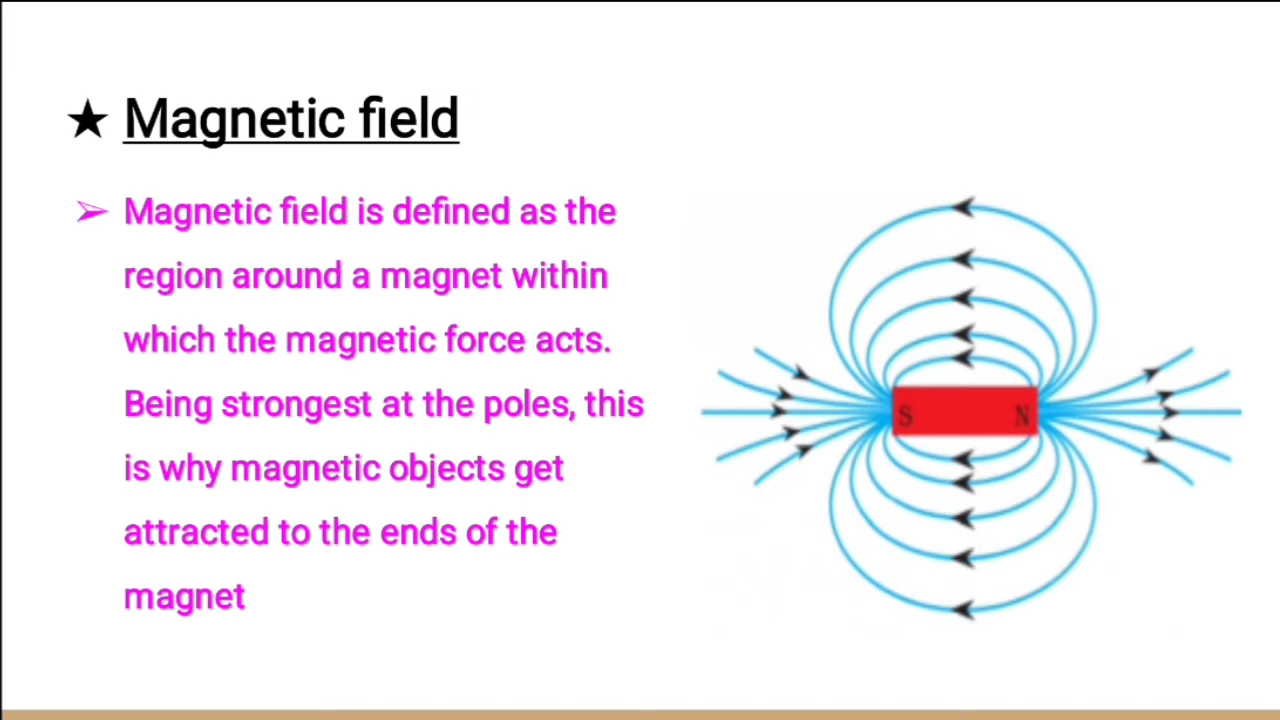 ★ Magnetic field
➢ Magnetic field is defined as the
region around a magnet within
which the magnetic force acts.
Being strongest at the poles, this
is why magnetic objects get
attracted to the ends of the
magnet
S N